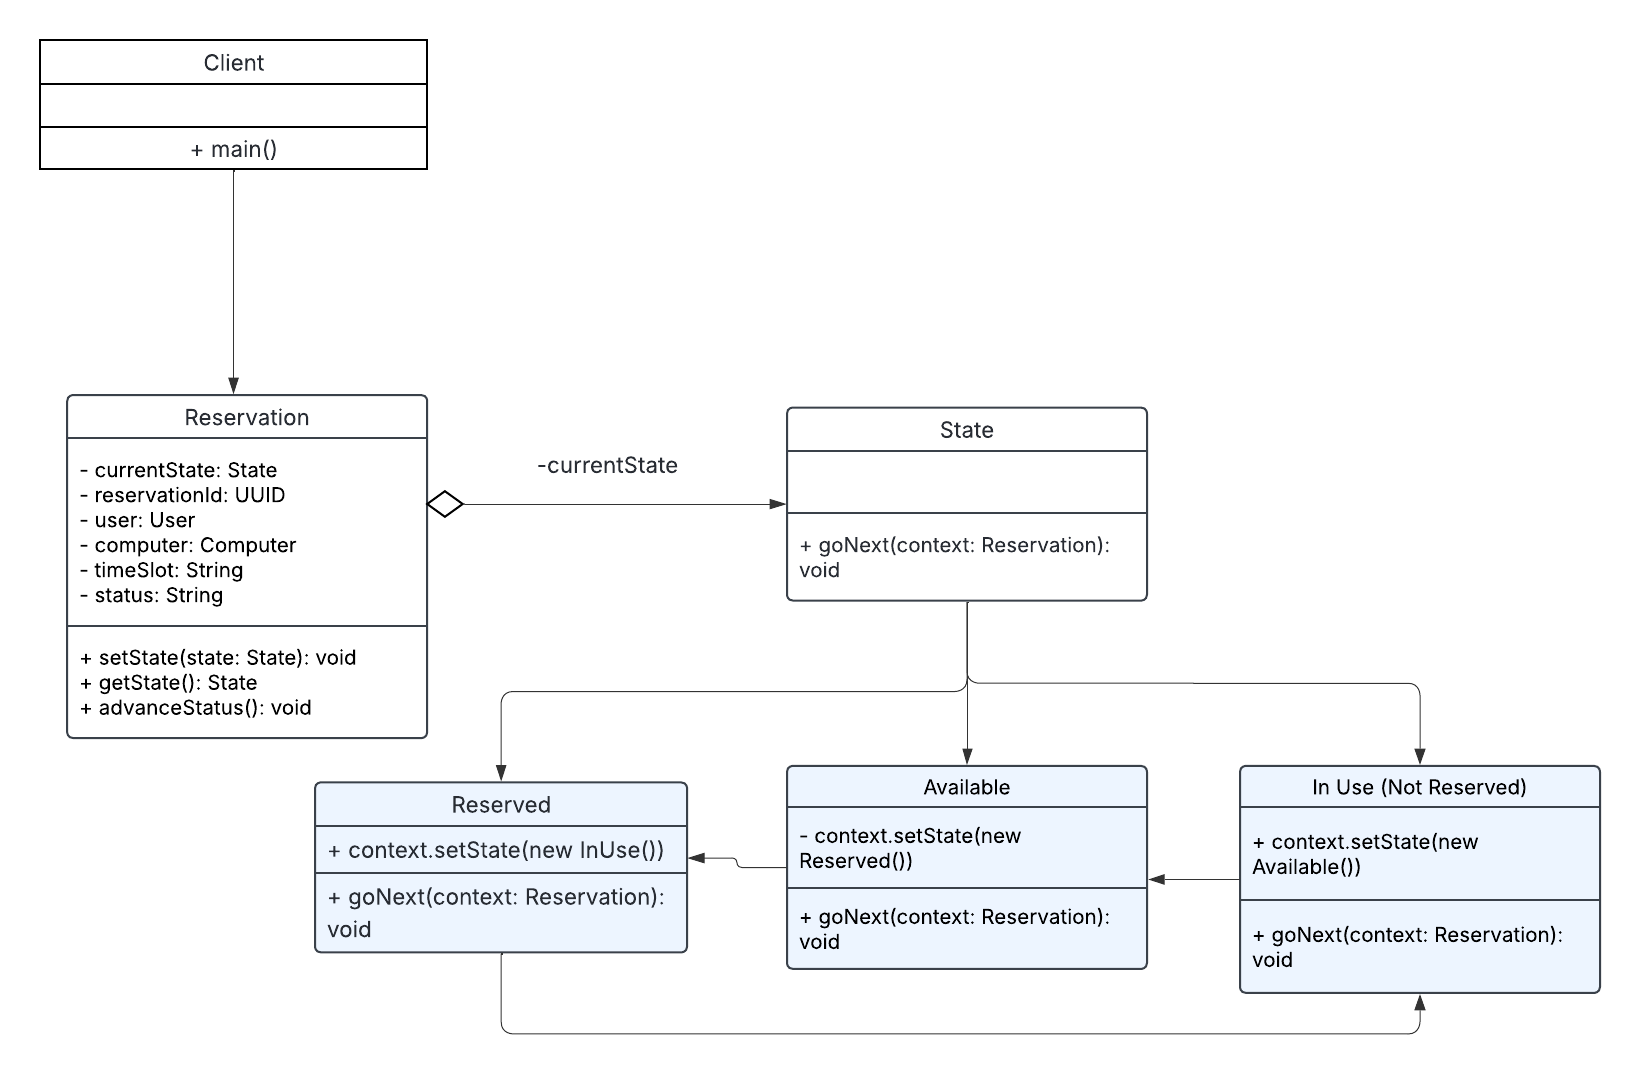 Client
+ main()
Reservation
- currentState: State
- reservationId: UUID
- user: User
- computer: Computer
- timeSlot: String
- status: String
+ setState(state: State): void
+ getState(): State
+ advanceStatus(): void
-currentState
State
+ goNext(context: Reservation):
void
Reserved
+ context.setState(new InUse())
+ goNext(context: Reservation):
void
Available
- context.setState(new
Reserved())
+ goNext(context: Reservation):
void
In Use (Not Reserved)
+ context.setState(new
Available())
+ goNext(context: Reservation):
void